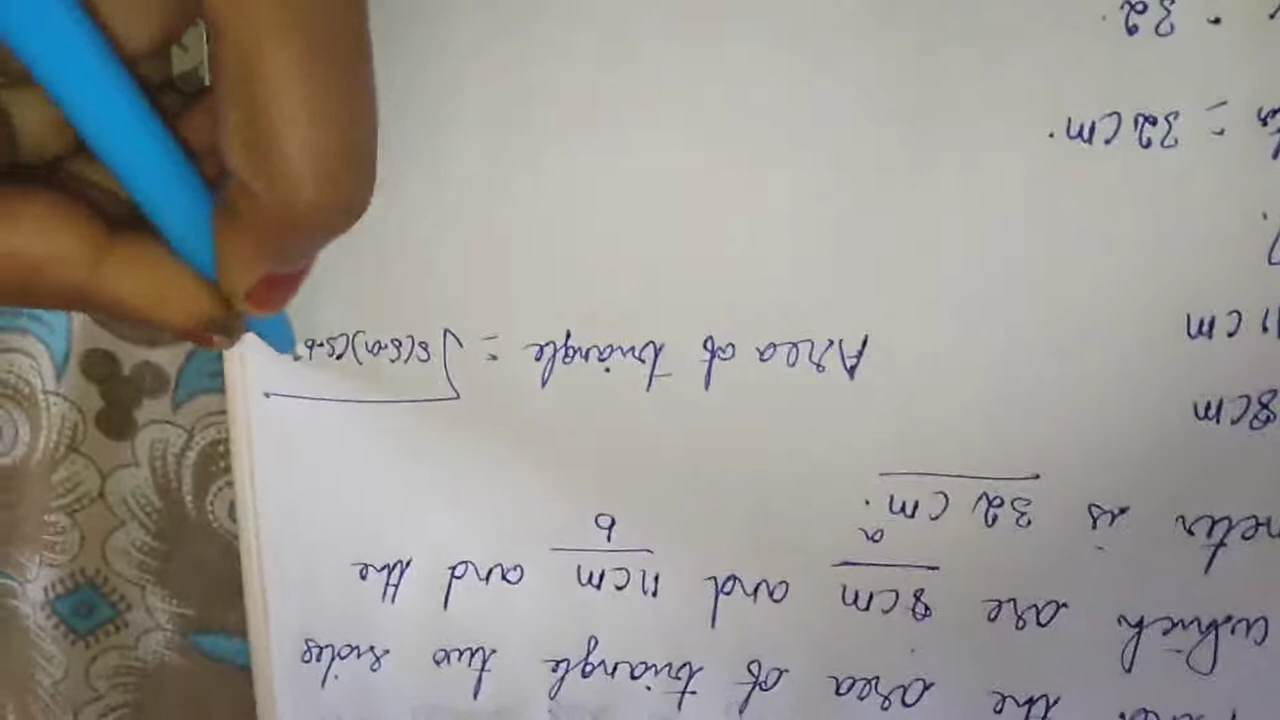 the area of triangle two sides
which are 8cm and 11cm and the
a b
is 32 cm.
8cm
11 cm
Area of triangle = √s(s-a)(s-b
= 32 cm.
= 32.